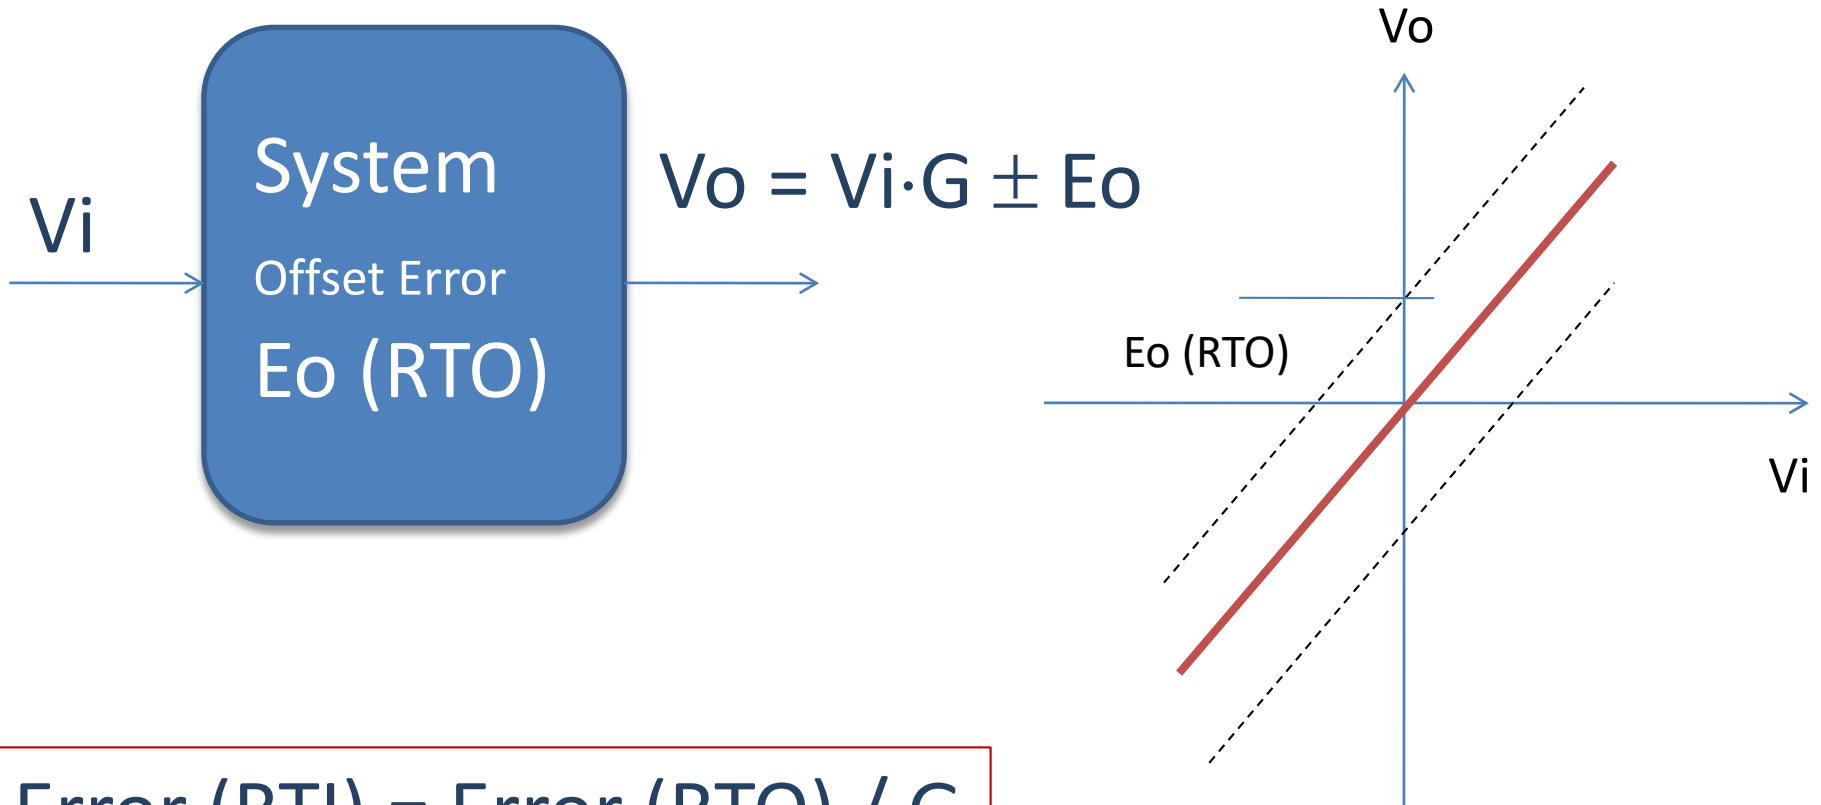 Vi
System
Offset Error
Eo (RTO)
Vo = Vi·G ± Eo
Vo
Eo (RTO)
Vi
Error (RTI) = Error (RTO) / G